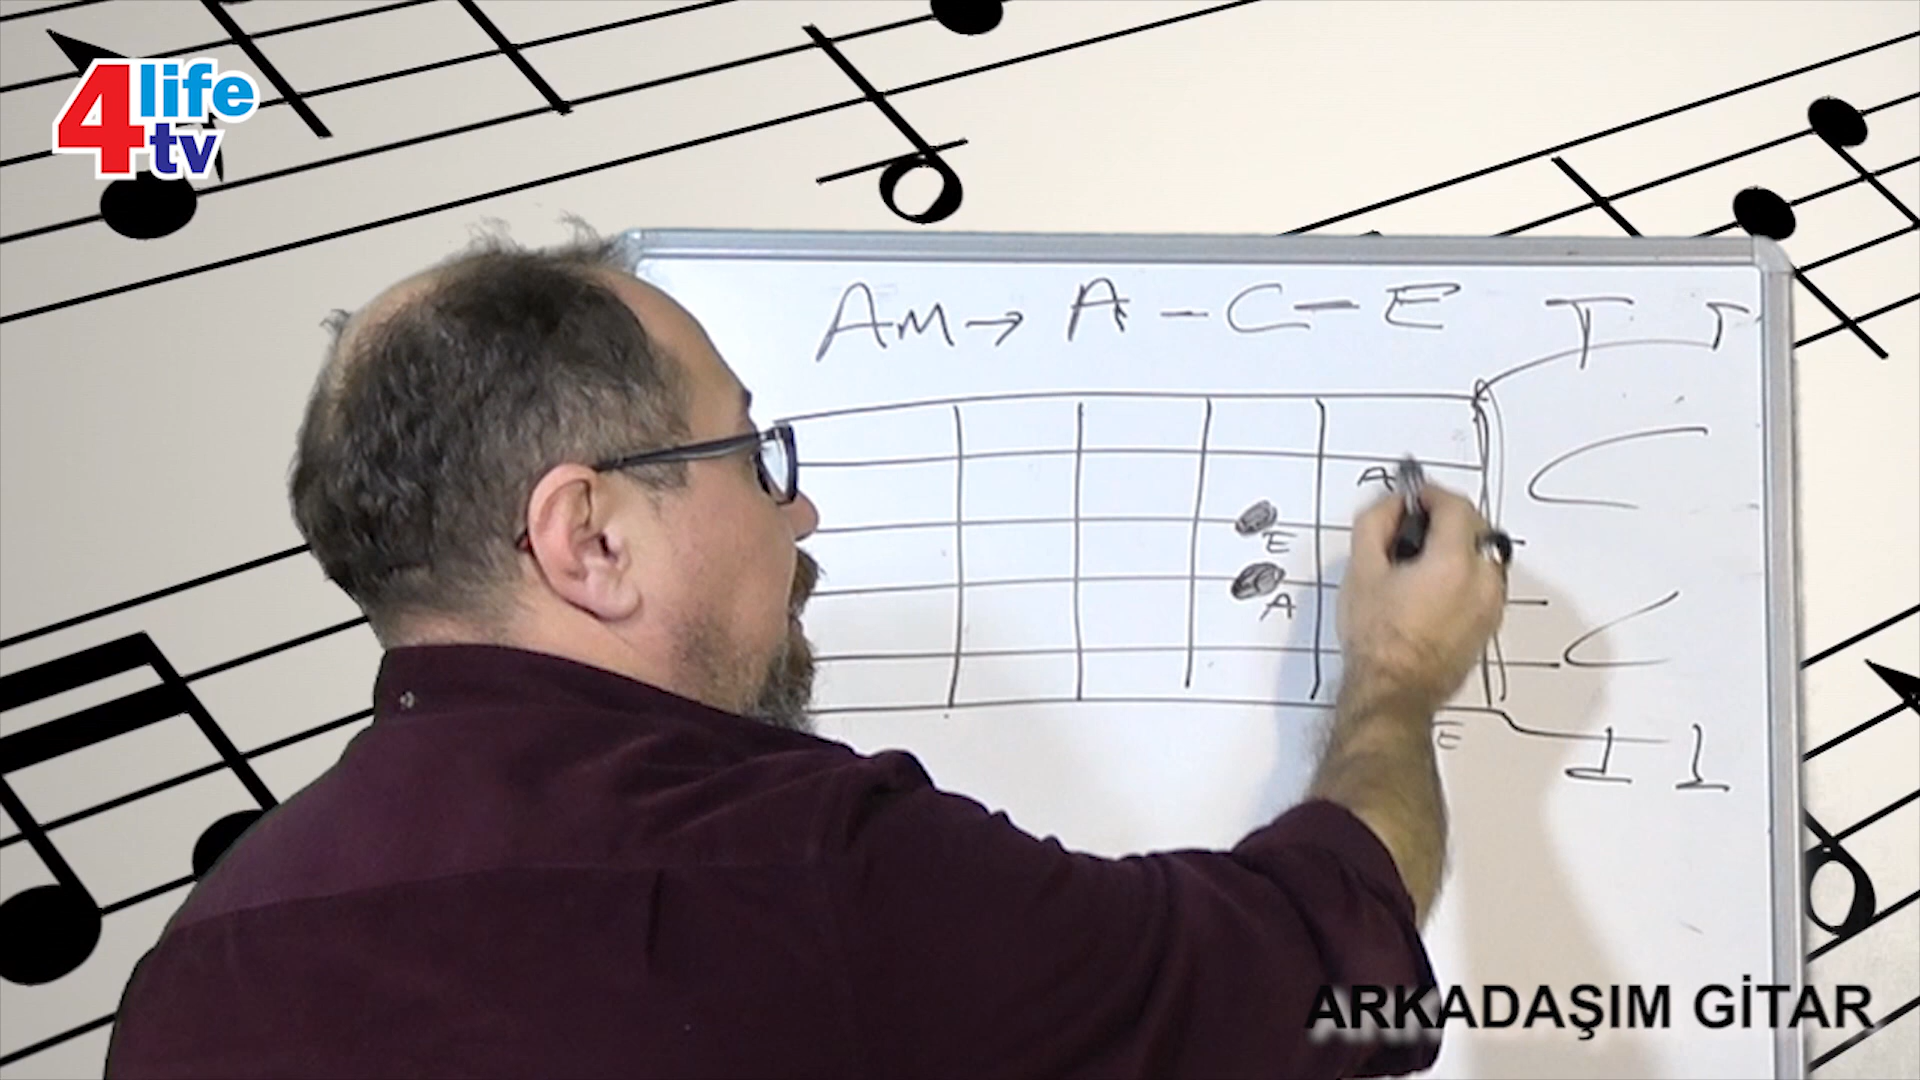 4life
tv
Am → A - C - E
A
E
A
E
ARKADAŞIM GİTAR